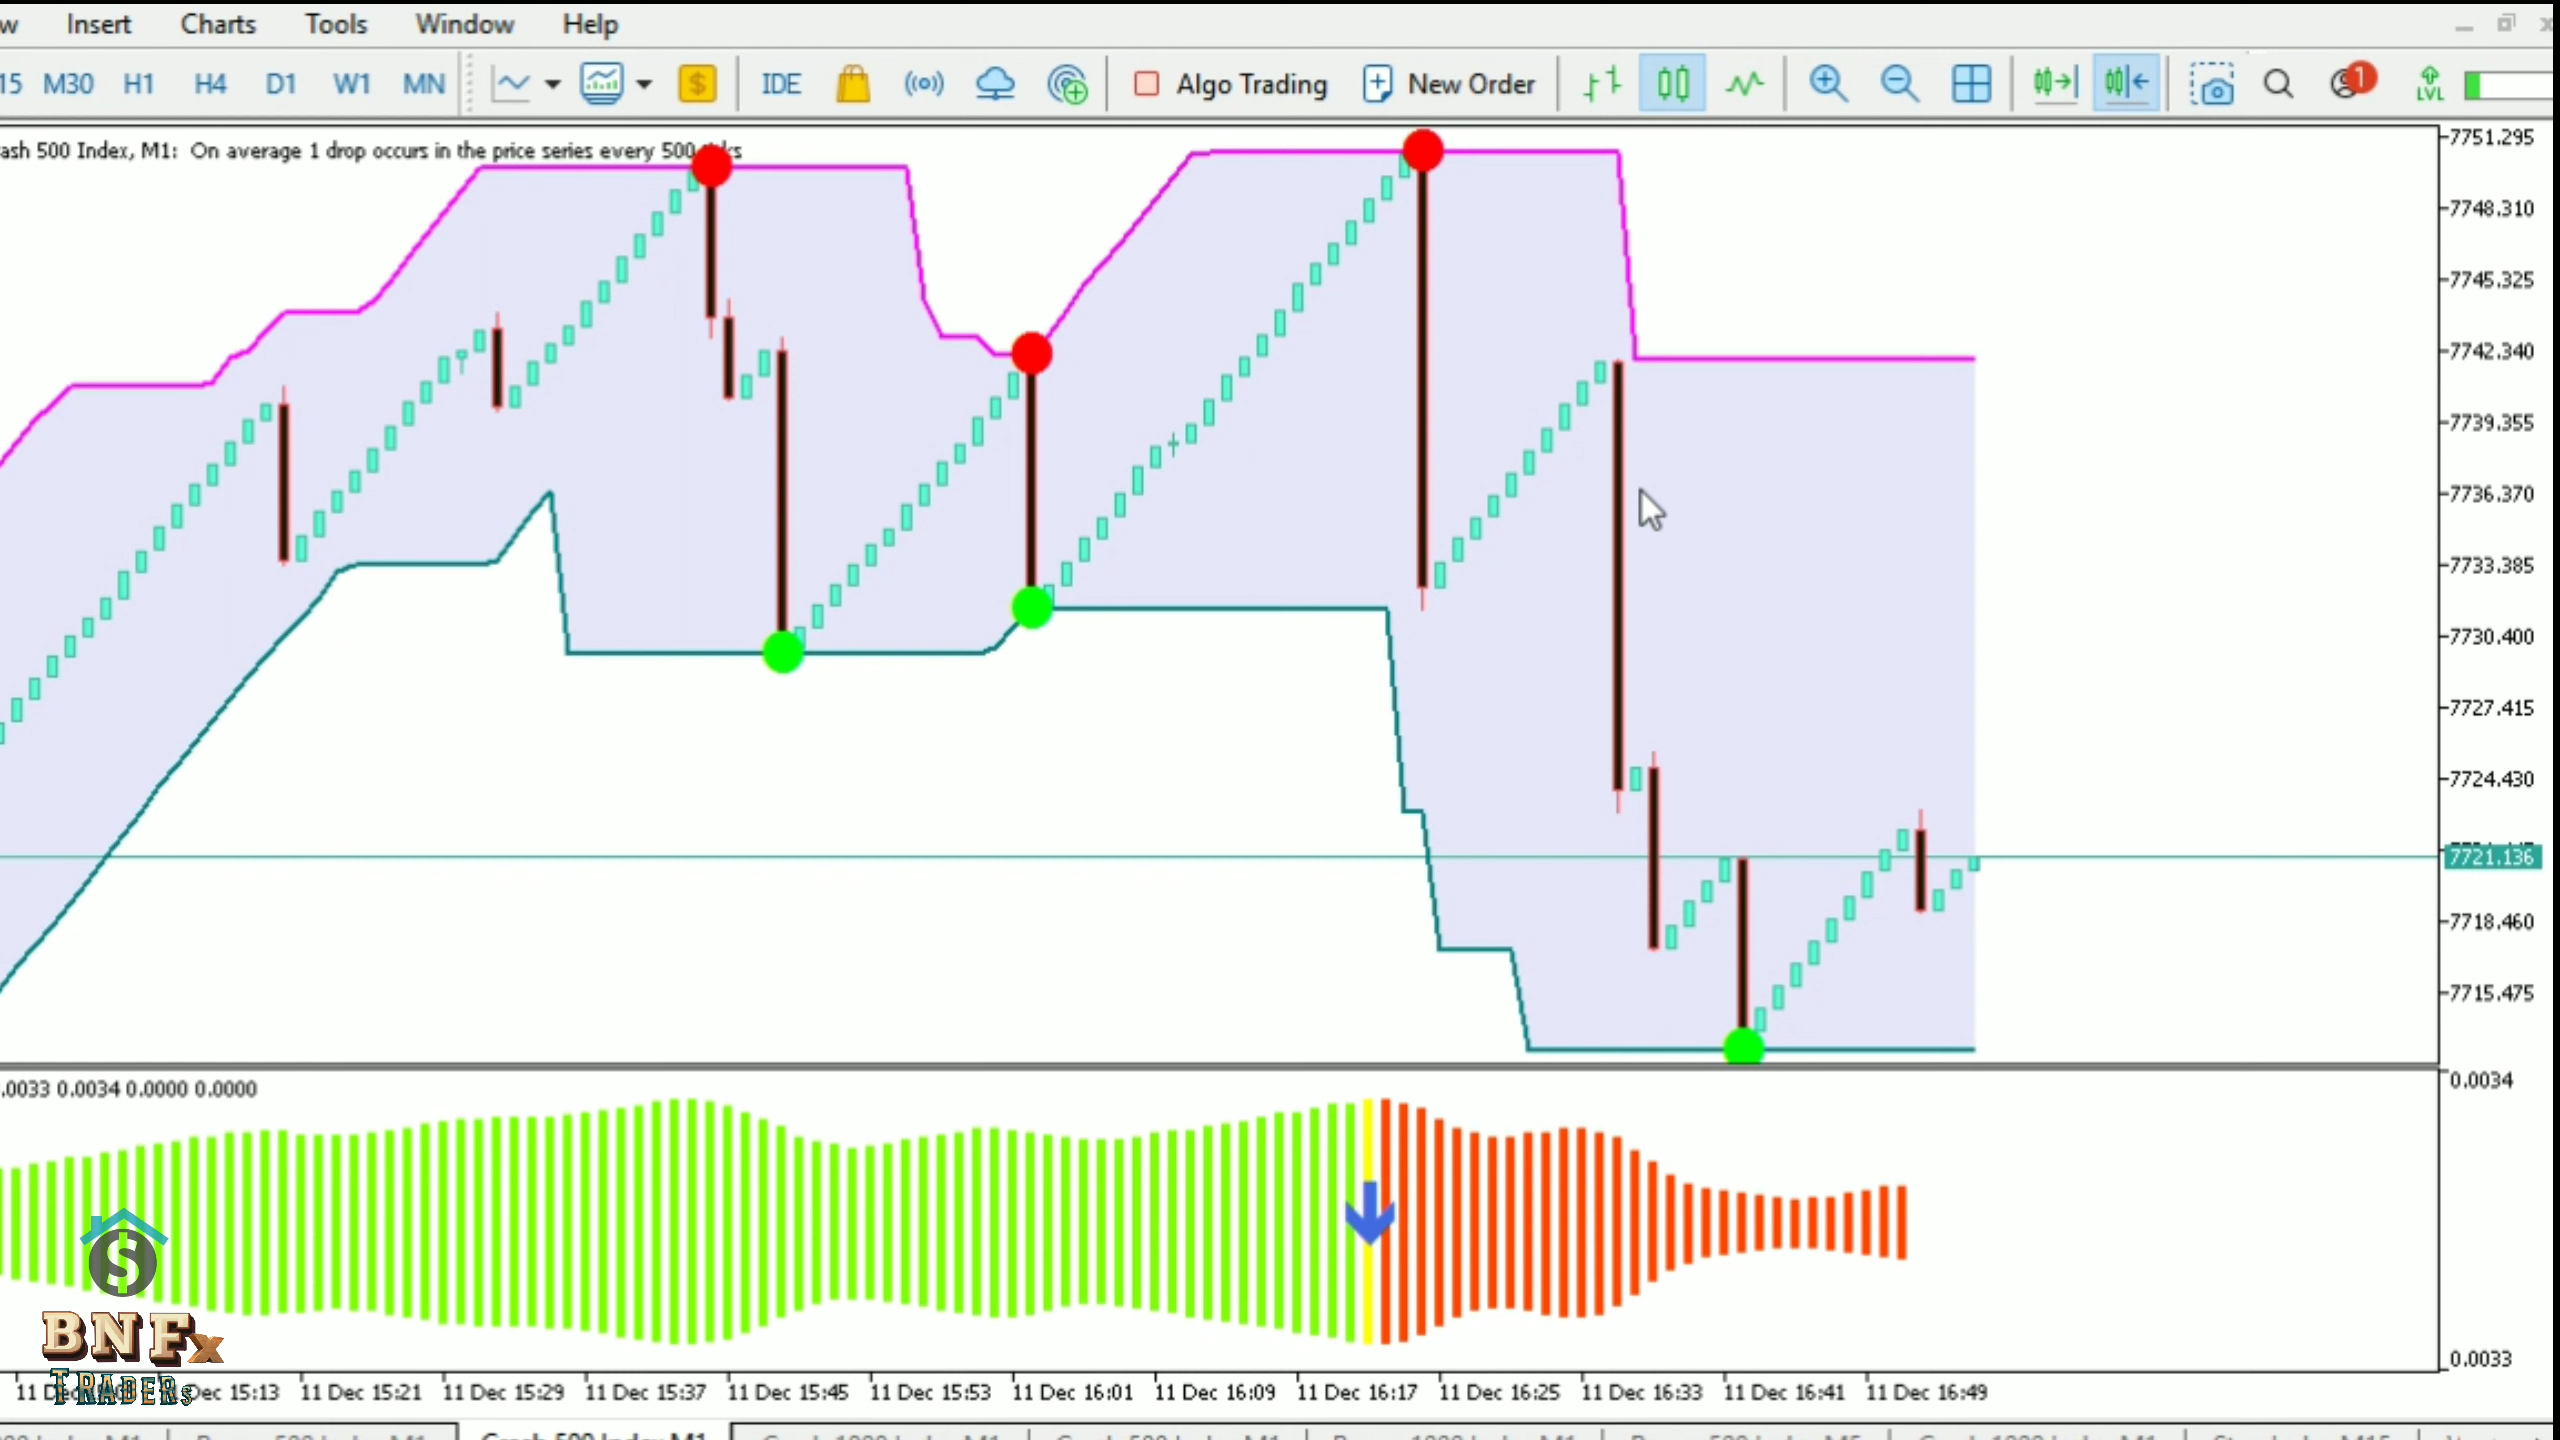 Insert Charts Tools Window Help
15 M30 H1 H4 D1 W1 MN IDE Algo Trading New Order 1 LVL
ash 500 Index, M1: On average 1 drop occurs in the price series every 500
7751.295
7748.310
7745.325
7742.340
7739.355
7736.370
7733.385
7730.400
7727.415
7724.430
7721.136
7718.460
7715.475
.0033 0.0034 0.0000 0.0000
0.0034
0.0033
$
BNFx
TRADERs
11 Dec 15:13 11 Dec 15:21 11 Dec 15:29 11 Dec 15:37 11 Dec 15:45 11 Dec 15:53 11 Dec 16:01 11 Dec 16:09 11 Dec 16:17 11 Dec 16:25 11 Dec 16:33 11 Dec 16:41 11 Dec 16:49